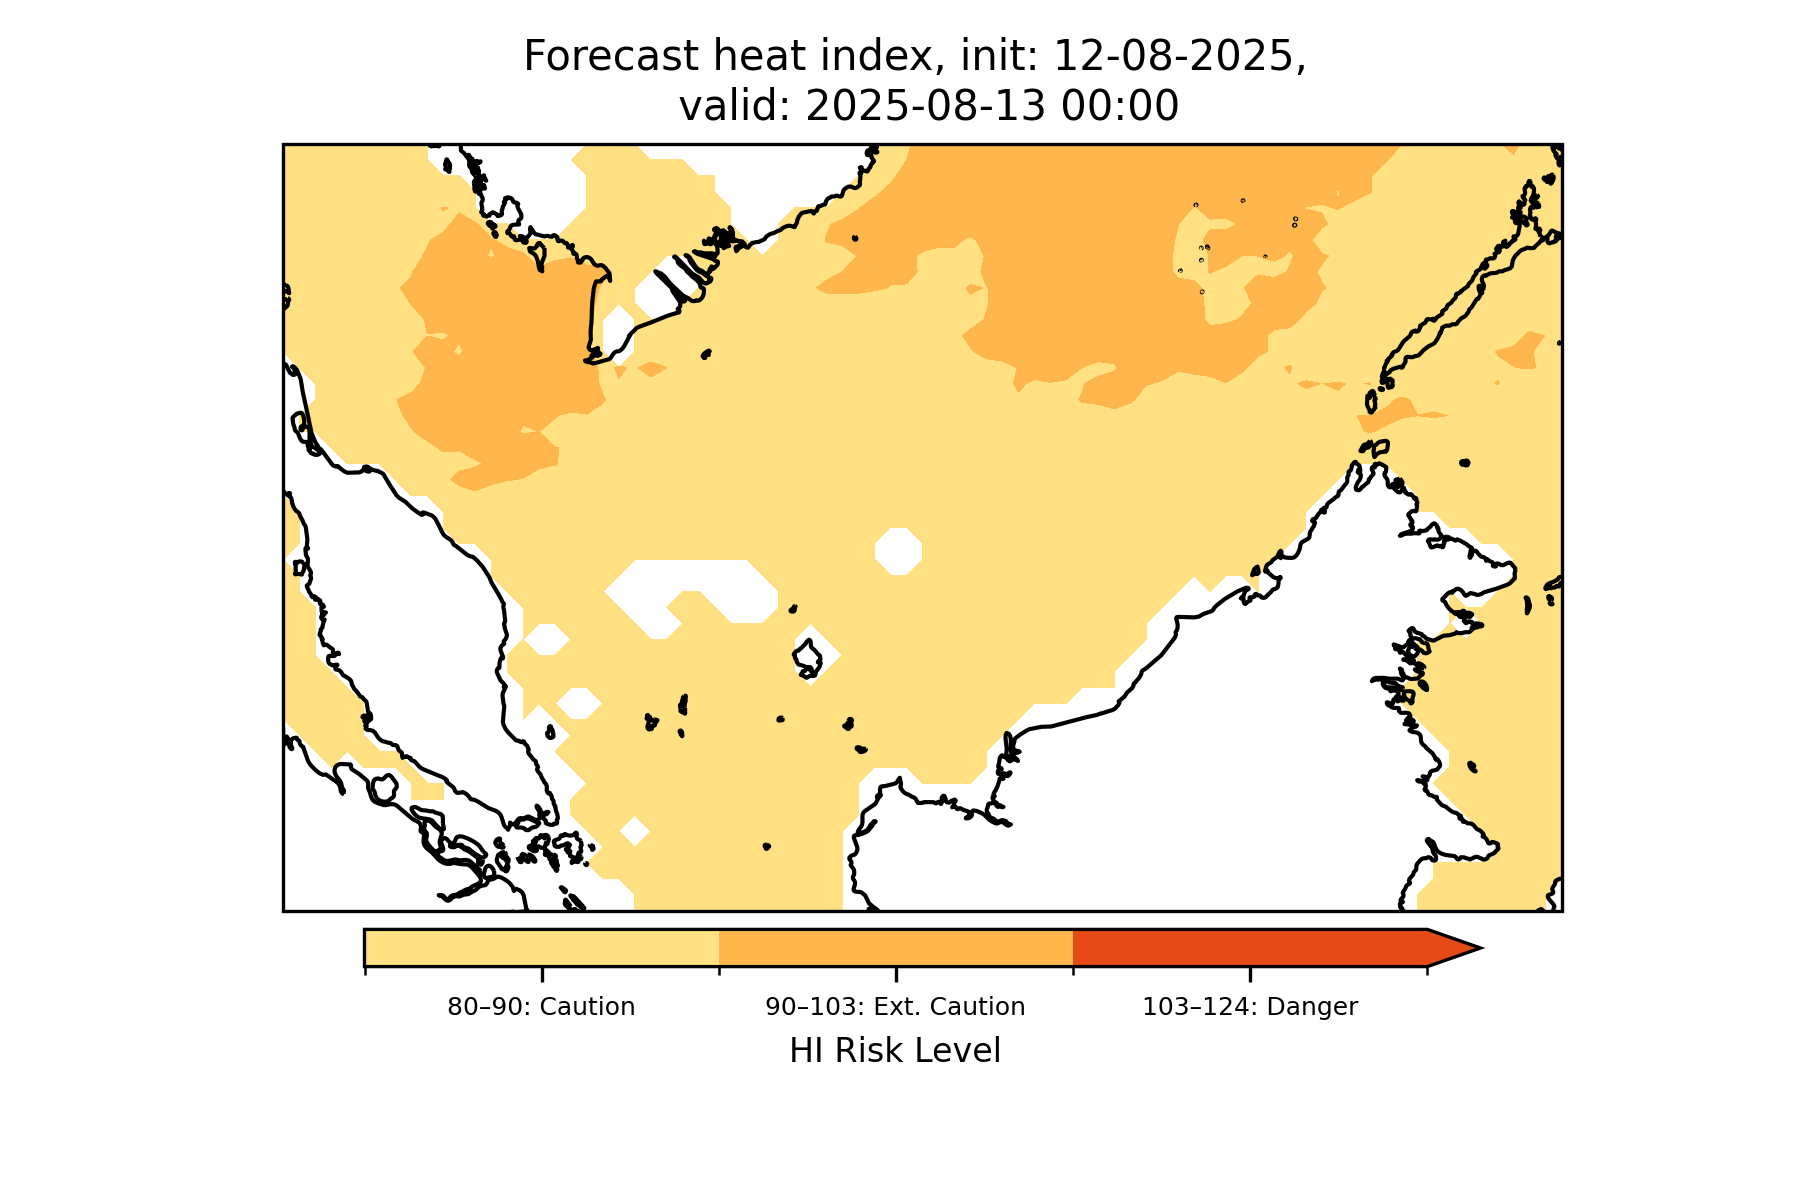 Forecast heat index, init: 12-08-2025,
valid: 2025-08-13 00:00
80–90: Caution
90–103: Ext. Caution
103–124: Danger
HI Risk Level